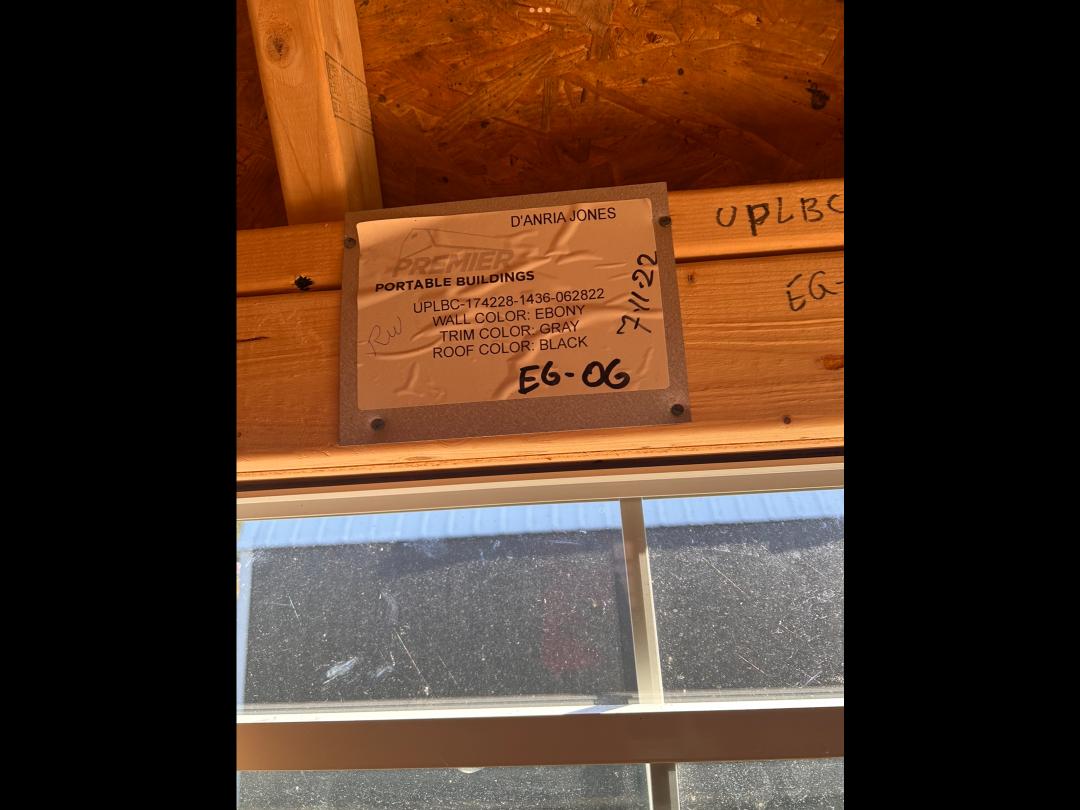 D'ANRIA JONES
PREMIER
PORTABLE BUILDINGS
UPLBC-174228-1436-062822
WALL COLOR: EBONY
TRIM COLOR: GRAY
ROOF COLOR: BLACK
RW
7-11-22
EG-OG
UPLBC
EG-